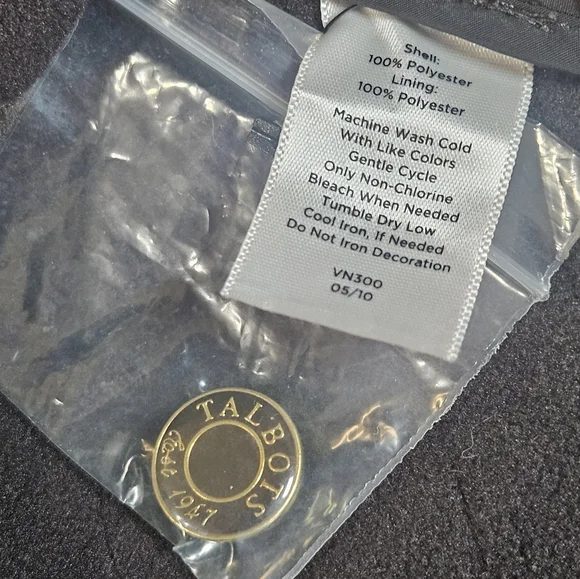 Shell:
100% Polyester
Lining:
100% Polyester
Machine Wash Cold
With Like Colors
Gentle Cycle
Only Non-Chlorine
Bleach When Needed
Tumble Dry Low
Cool Iron, If Needed
Do Not Iron Decoration
VN300
05/10
TALBOTS
Est 1947